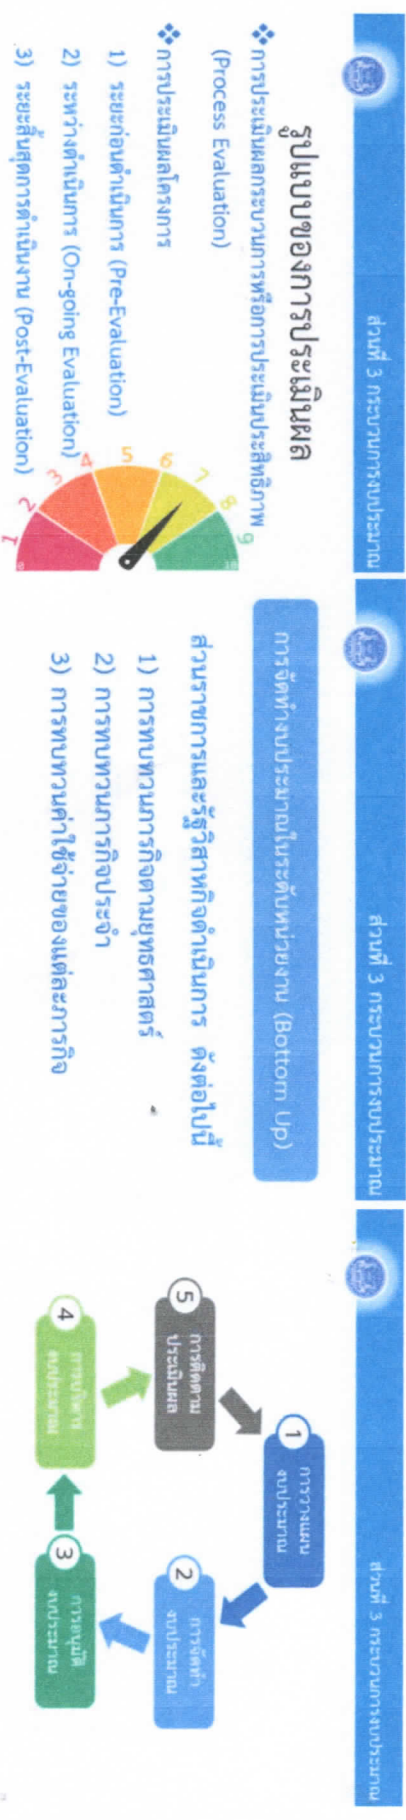 ส่วนที่ 3 กระบวนการงบประมาณ
รูปแบบของการประเมินผล
❖ การประเมินผลกระบวนการหรือการประเมินประสิทธิภาพ
(Process Evaluation)
❖ การประเมินผลโครงการ
1) ระยะก่อนดำเนินการ (Pre-Evaluation)
2) ระหว่างดำเนินการ (On-going Evaluation)
3) ระยะสิ้นสุดการดำเนินงาน (Post-Evaluation)
1
2
3
4
5
6
7
8
9
0
10
ส่วนที่ 3 กระบวนการงบประมาณ
การจัดทำงบประมาณในระดับหน่วยงาน (Bottom Up)
ส่วนราชการและรัฐวิสาหกิจดำเนินการ ดังต่อไปนี้
1) การทบทวนภารกิจตามยุทธศาสตร์
2) การทบทวนภารกิจประจำ
3) การทบทวนค่าใช้จ่ายของแต่ละภารกิจ
ส่วนที่ 3 กระบวนการงบประมาณ
1
การวางแผน
งบประมาณ
2
การจัดทำ
งบประมาณ
3
การอนุมัติ
งบประมาณ
4
การบริหาร
งบประมาณ
5
การติดตาม
ประเมินผล